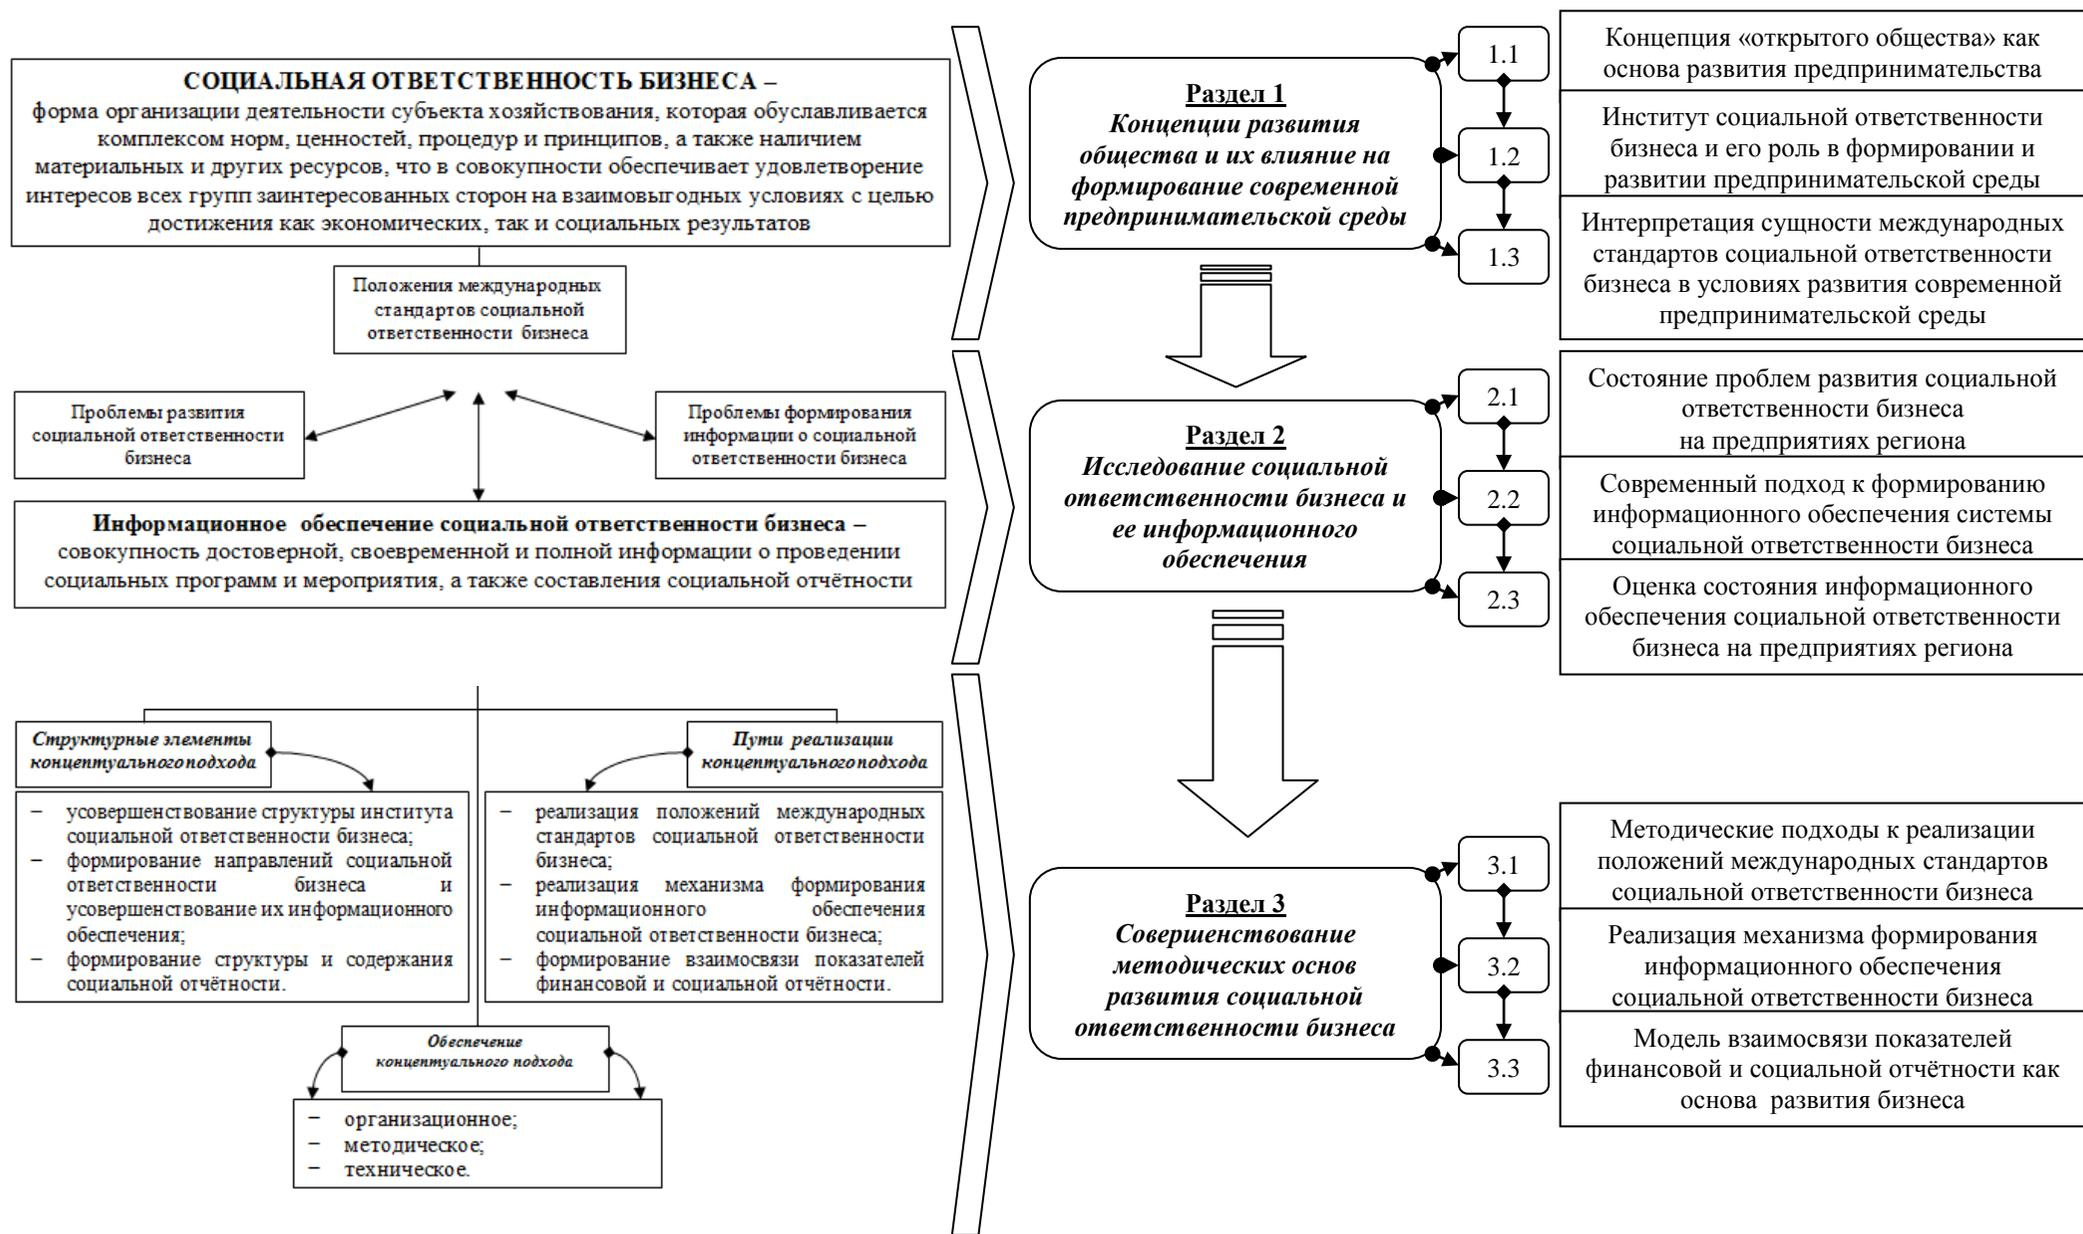 СОЦИАЛЬНАЯ ОТВЕТСТВЕННОСТЬ БИЗНЕСА –
форма организации деятельности субъекта хозяйствования, которая обуславливается
комплексом норм, ценностей, процедур и принципов, а также наличием
материальных и других ресурсов, что в совокупности обеспечивает удовлетворение
интересов всех групп заинтересованных сторон на взаимовыгодных условиях с целью
достижения как экономических, так и социальных результатов
Положения международных
стандартов социальной
ответственности бизнеса
Проблемы развития
социальной ответственности
бизнеса
Проблемы формирования
информации о социальной
ответственности бизнеса
Информационное обеспечение социальной ответственности бизнеса –
совокупность достоверной, своевременной и полной информации о проведении
социальных программ и мероприятия, а также составления социальной отчётности
Структурные элементы
концептуального подхода
Пути реализации
концептуального подхода
– усовершенствование структуры института
социальной ответственности бизнеса;
– формирование направлений социальной
ответственности бизнеса и
усовершенствование их информационного
обеспечения;
– формирование структуры и содержания
социальной отчётности.
– реализация положений международных
стандартов социальной ответственности
бизнеса;
– реализация механизма формирования
информационного обеспечения
социальной ответственности бизнеса;
– формирование взаимосвязи показателей
финансовой и социальной отчётности.
Обеспечение
концептуального подхода
– организационное;
– методическое;
– техническое.
Раздел 1
Концепции развития
общества и их влияние на
формирование современной
предпринимательской среды
1.1
1.2
1.3
Концепция «открытого общества» как
основа развития предпринимательства
Институт социальной ответственности
бизнеса и его роль в формировании и
развитии предпринимательской среды
Интерпретация сущности международных
стандартов социальной ответственности
бизнеса в условиях развития современной
предпринимательской среды
Раздел 2
Исследование социальной
ответственности бизнеса и
ее информационного
обеспечения
2.1
2.2
2.3
Состояние проблем развития социальной
ответственности бизнеса
на предприятиях региона
Современный подход к формированию
информационного обеспечения системы
социальной ответственности бизнеса
Оценка состояния информационного
обеспечения социальной ответственности
бизнеса на предприятиях региона
Раздел 3
Совершенствование
методических основ
развития социальной
ответственности бизнеса
3.1
3.2
3.3
Методические подходы к реализации
положений международных стандартов
социальной ответственности бизнеса
Реализация механизма формирования
информационного обеспечения
социальной ответственности бизнеса
Модель взаимосвязи показателей
финансовой и социальной отчётности как
основа развития бизнеса